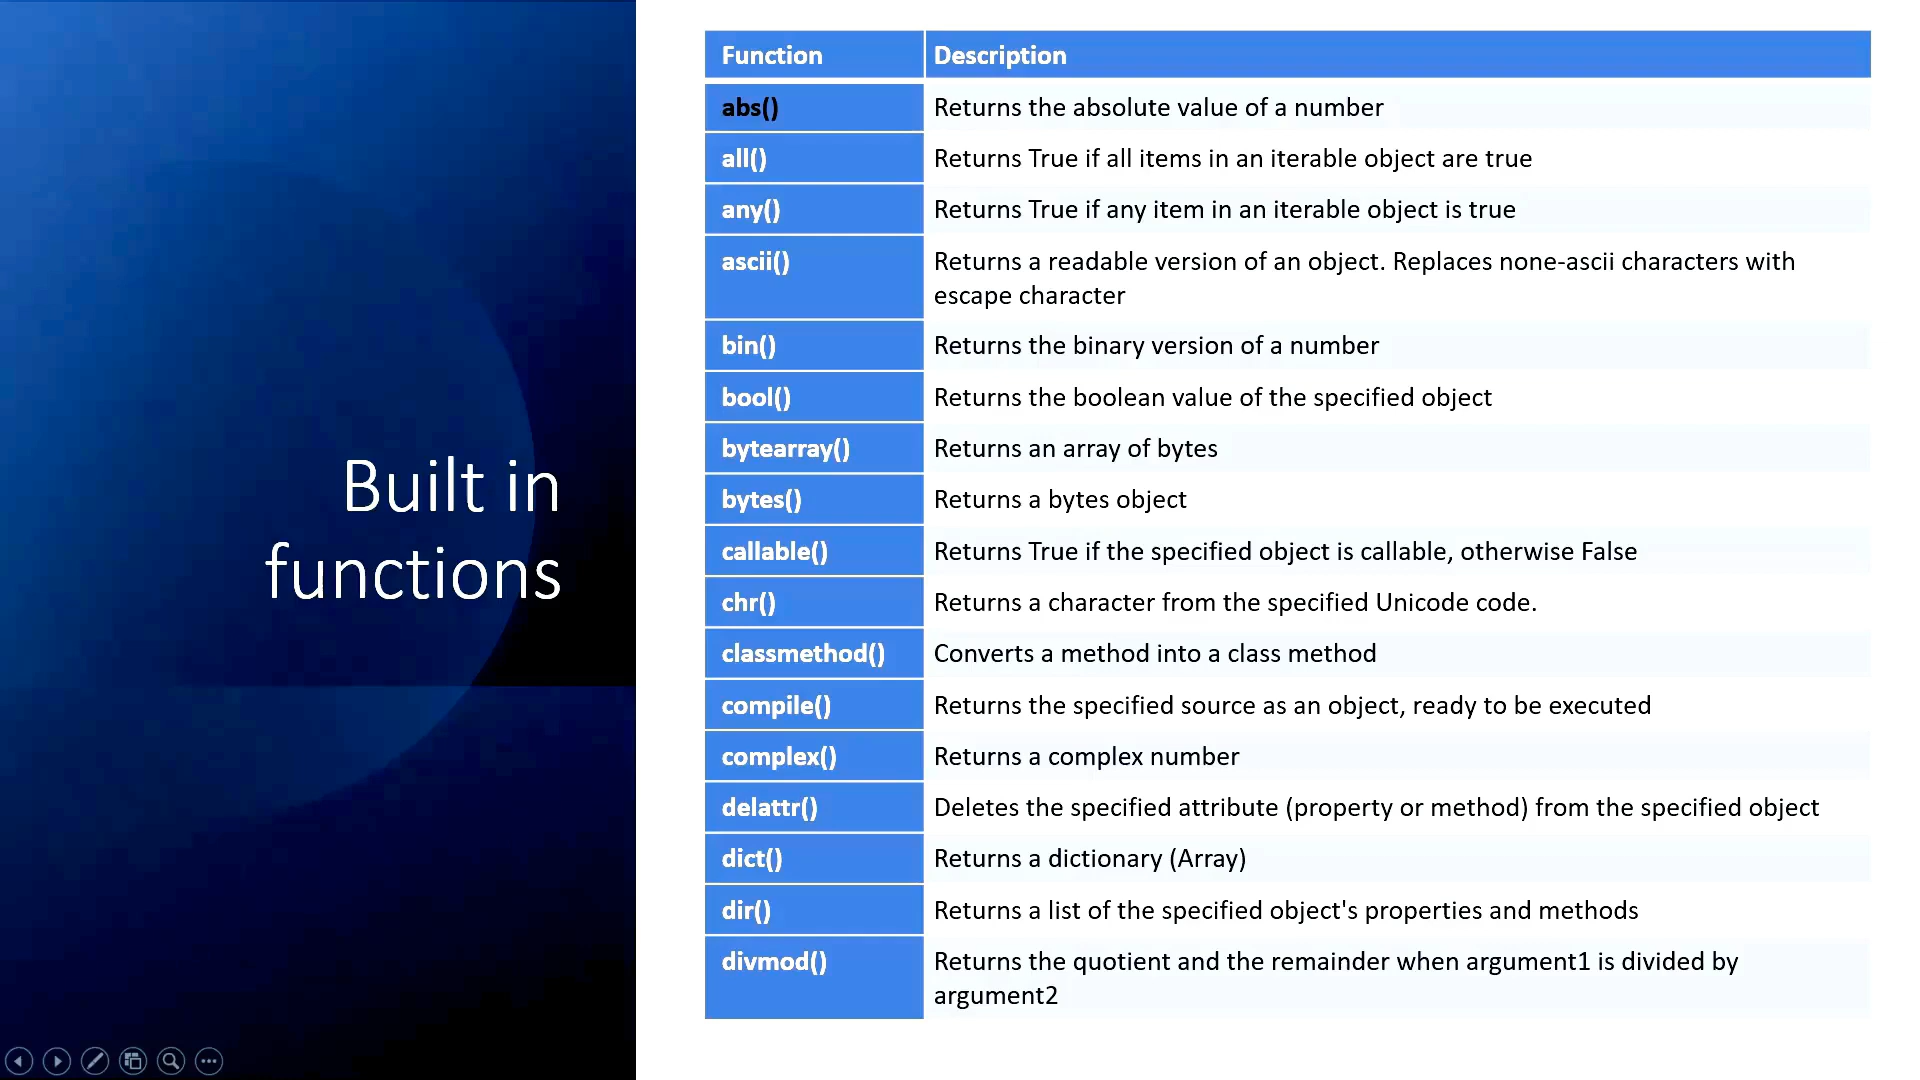 Built in
functions
Function Description
abs() Returns the absolute value of a number
all() Returns True if all items in an iterable object are true
any() Returns True if any item in an iterable object is true
ascii() Returns a readable version of an object. Replaces none-ascii characters with
escape character
bin() Returns the binary version of a number
bool() Returns the boolean value of the specified object
bytearray() Returns an array of bytes
bytes() Returns a bytes object
callable() Returns True if the specified object is callable, otherwise False
chr() Returns a character from the specified Unicode code.
classmethod() Converts a method into a class method
compile() Returns the specified source as an object, ready to be executed
complex() Returns a complex number
delattr() Deletes the specified attribute (property or method) from the specified object
dict() Returns a dictionary (Array)
dir() Returns a list of the specified object's properties and methods
divmod() Returns the quotient and the remainder when argument1 is divided by
argument2